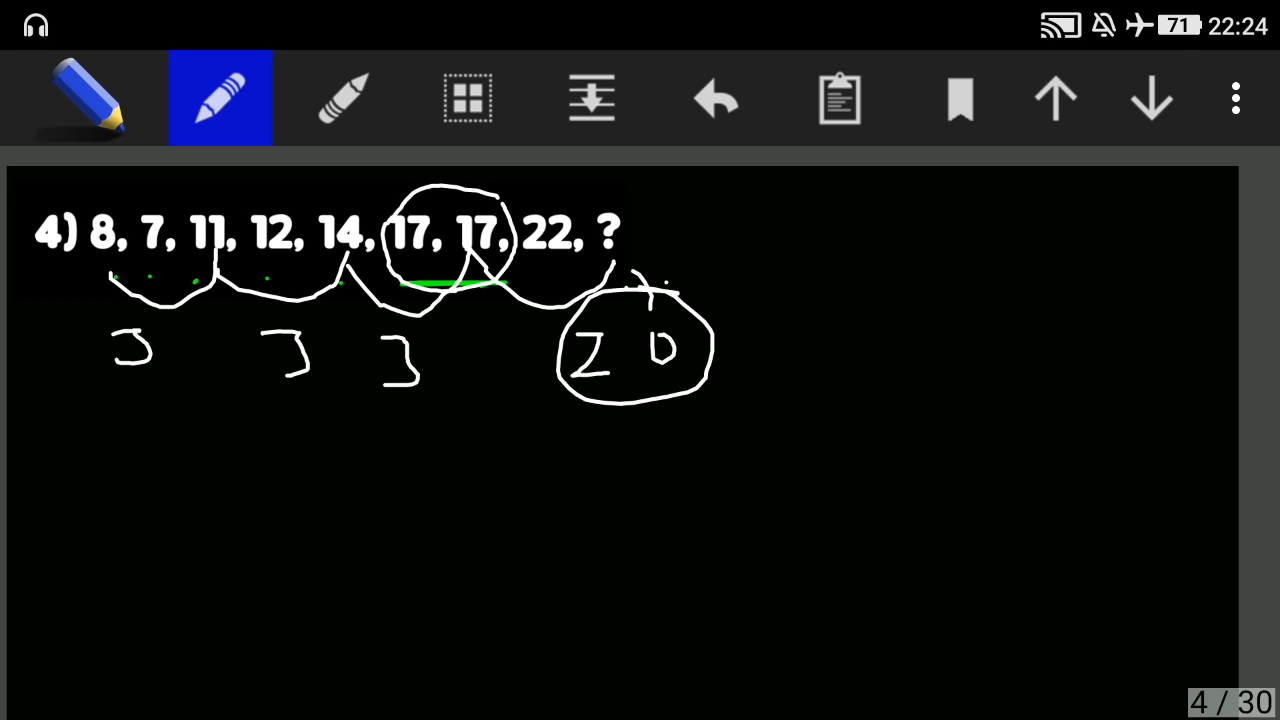 71 22:24
4) 8, 7, 11, 12, 14, 17, 17, 22, ?
3 3 3 20
4 / 30